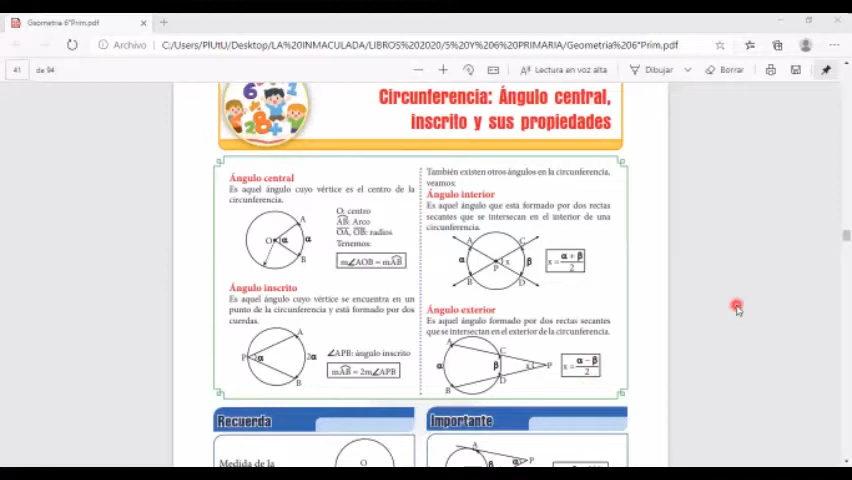 Geometria 6°Prim.pdf
Archivo
C:/Users/PlUtU/Desktop/LA%20INMACULADA/LIBROS%202020/5%20Y%206%20PRIMARIA/Geometria%206°Prim.pdf
41 de 94
Lectura en voz alta
Dibujar
Borrar
Circunferencia: Ángulo central,
inscrito y sus propiedades
Ángulo central
Es aquel ángulo cuyo vértice es el centro de la
circunferencia.
O A B α α
O: centro
AB: Arco
OA, OB: radios
Tenemos:
m∠AOB = mAB
Ángulo inscrito
Es aquel ángulo cuyo vértice se encuentra en un
punto de la circunferencia y está formado por dos
cuerdas.
P A B α 2α
∠APB: ángulo inscrito
mAB = 2m∠APB
También existen otros ángulos en la circunferencia,
veamos:
Ángulo interior
Es aquel ángulo que está formado por dos rectas
secantes que se intersecan en el interior de una
circunferencia.
A C α P x β B D
x = α + β / 2
Ángulo exterior
Es aquel ángulo formado por dos rectas secantes
que se intersectan en el exterior de la circunferencia.
A C α β x P B D
x = α − β / 2
Recuerda
Importante
Medida de la
O
A P β α